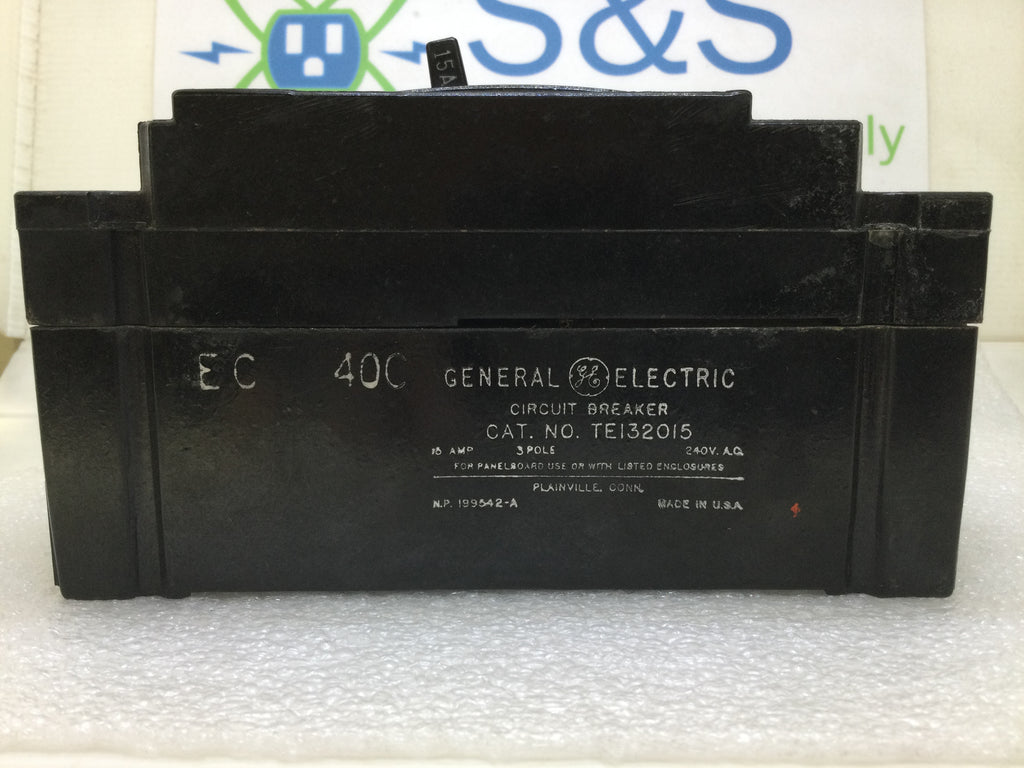 S&S
ly
15A
EC 40C
GENERAL GE ELECTRIC
CIRCUIT BREAKER
CAT. NO. TE132015
15 AMP 3 POLE 240V. A.C.
FOR PANELBOARD USE OR WITH LISTED ENCLOSURES
PLAINVILLE, CONN.
N.P. 199542-A MADE IN U.S.A.